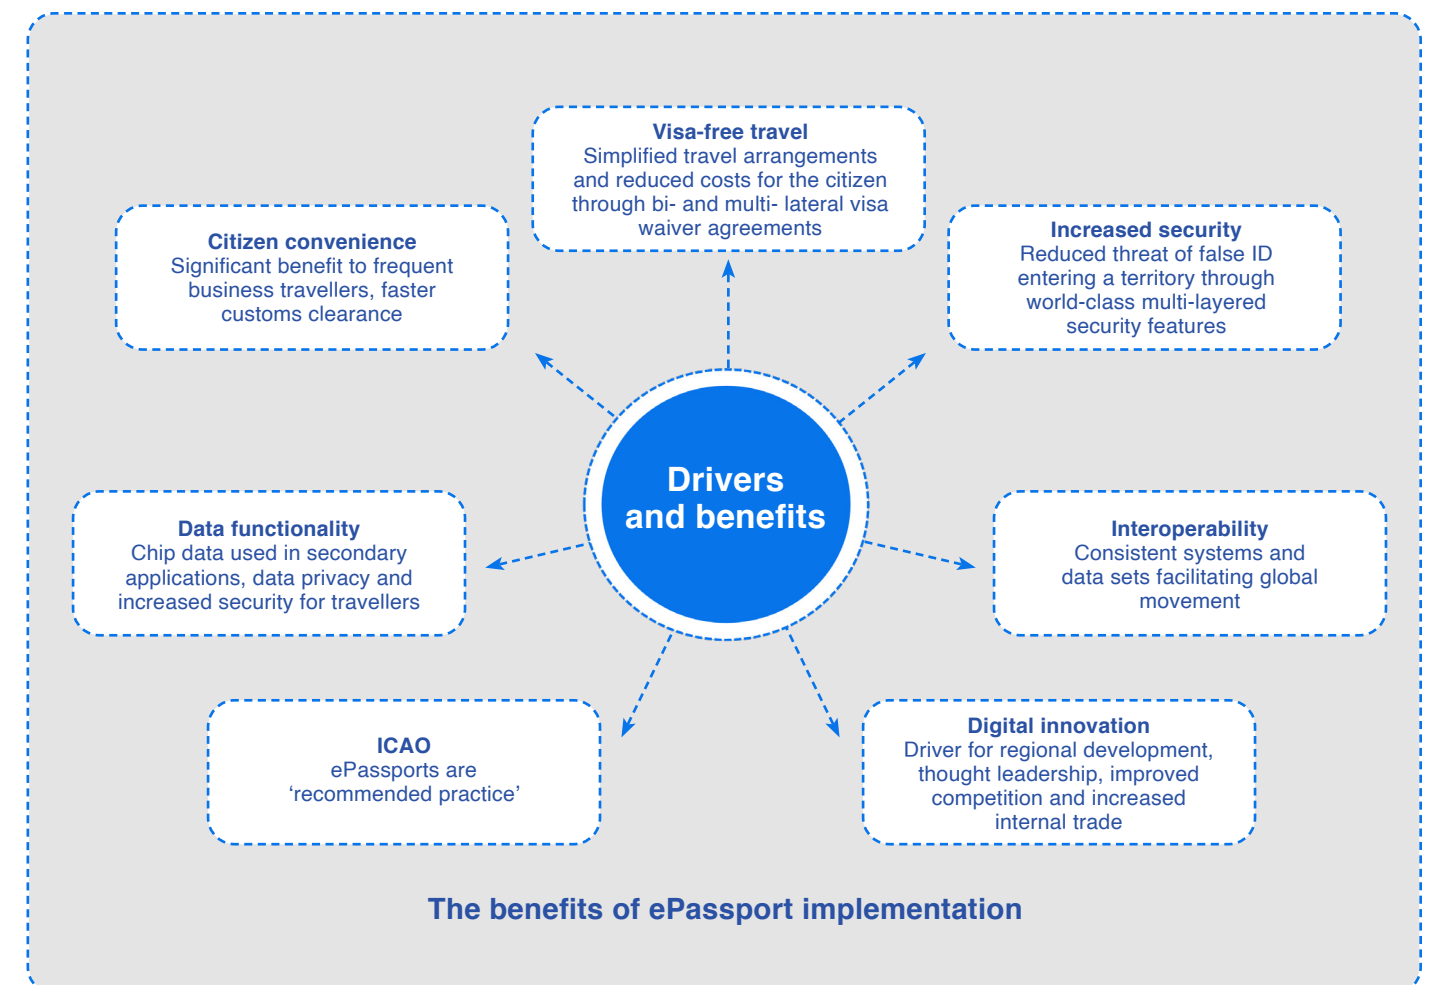 Visa-free travel
Simplified travel arrangements
and reduced costs for the citizen
through bi- and multi- lateral visa
waiver agreements
Citizen convenience
Significant benefit to frequent
business travellers, faster
customs clearance
Increased security
Reduced threat of false ID
entering a territory through
world-class multi-layered
security features
Drivers
and benefits
Data functionality
Chip data used in secondary
applications, data privacy and
increased security for travellers
Interoperability
Consistent systems and
data sets facilitating global
movement
ICAO
ePassports are
‘recommended practice’
Digital innovation
Driver for regional development,
thought leadership, improved
competition and increased
internal trade
The benefits of ePassport implementation